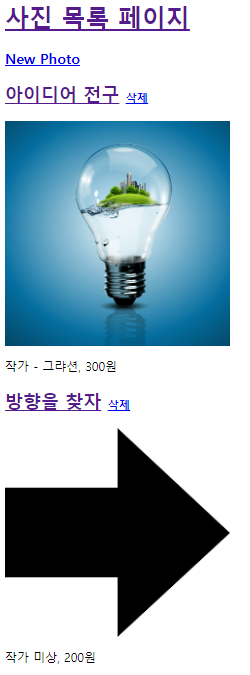 사진 목록 페이지
New Photo
아이디어 전구 삭제
작가 - 그랴션, 300원
방향을 찾자 삭제
작가 미상, 200원